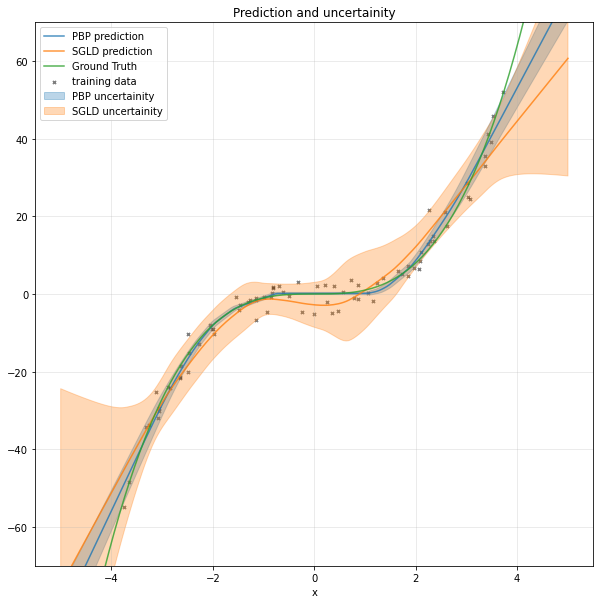 Prediction and uncertainity
PBP prediction
SGLD prediction
Ground Truth
training data
PBP uncertainity
SGLD uncertainity
60
40
20
0
−20
−40
−60
−4
−2
0
2
4
x